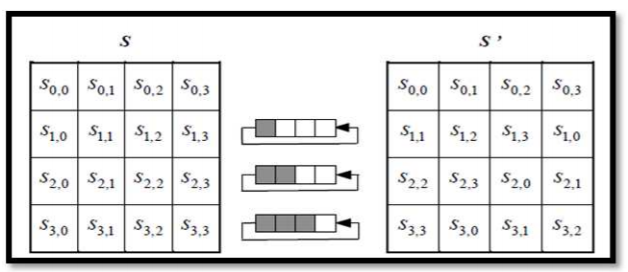 S S ’
S0,0 S0,1 S0,2 S0,3 S0,0 S0,1 S0,2 S0,3
S1,0 S1,1 S1,2 S1,3 S1,1 S1,2 S1,3 S1,0
S2,0 S2,1 S2,2 S2,3 S2,2 S2,3 S2,0 S2,1
S3,0 S3,1 S3,2 S3,3 S3,3 S3,0 S3,1 S3,2